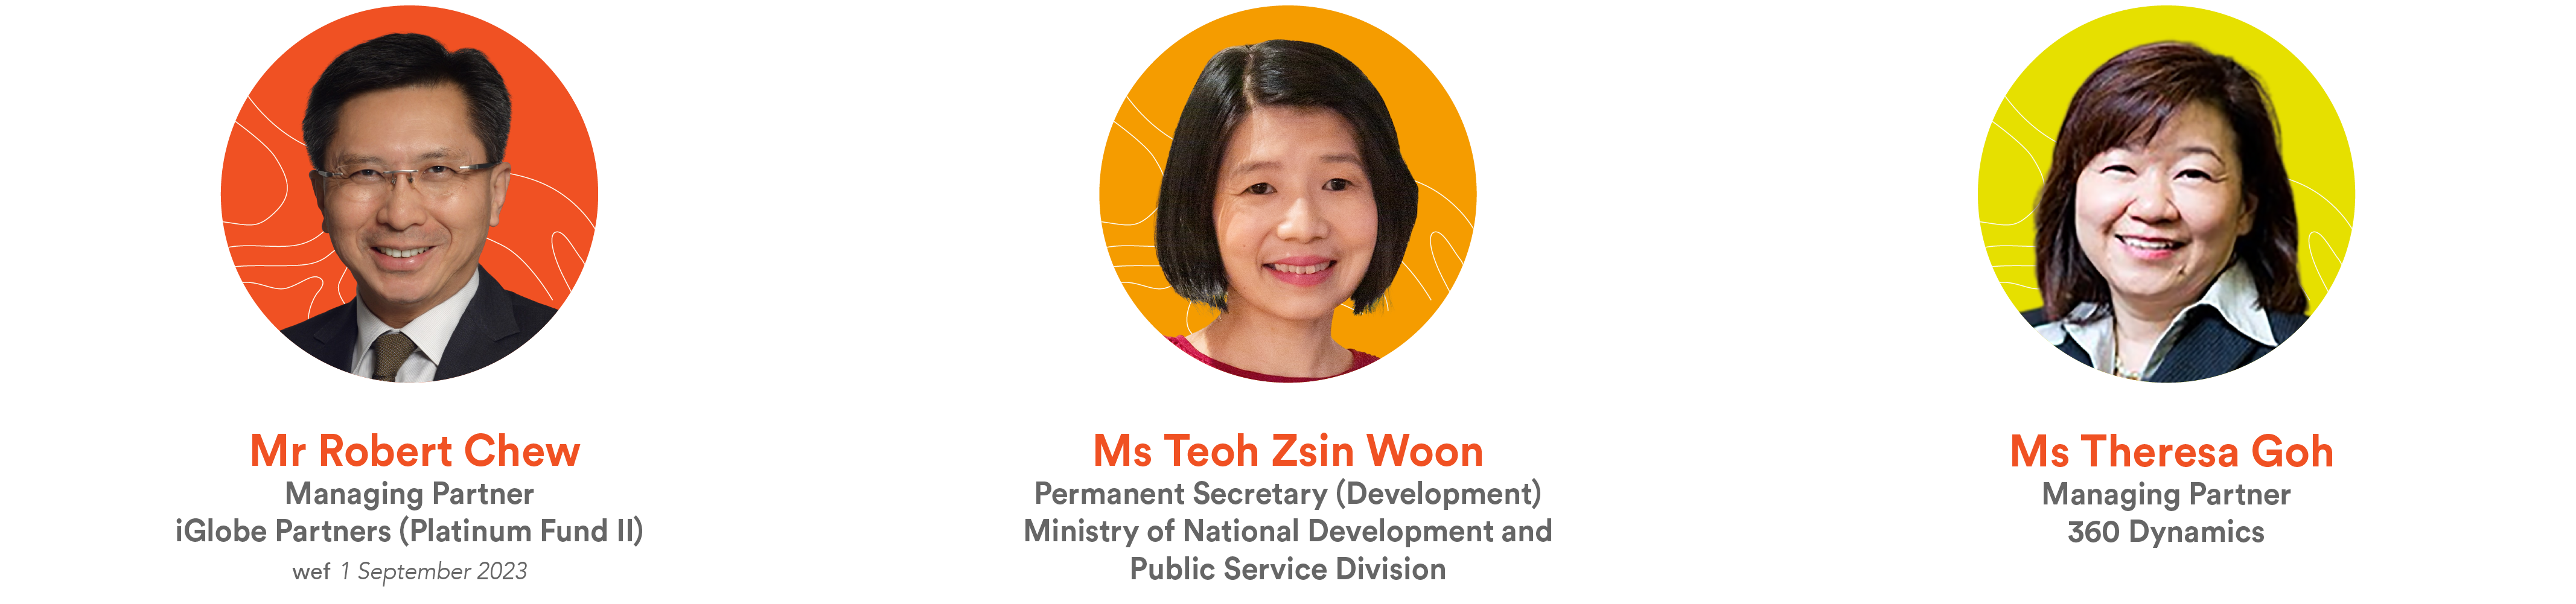 Mr Robert Chew
Managing Partner
iGlobe Partners (Platinum Fund II)
wef 1 September 2023
Ms Teoh Zsin Woon
Permanent Secretary (Development)
Ministry of National Development and
Public Service Division
Ms Theresa Goh
Managing Partner
360 Dynamics